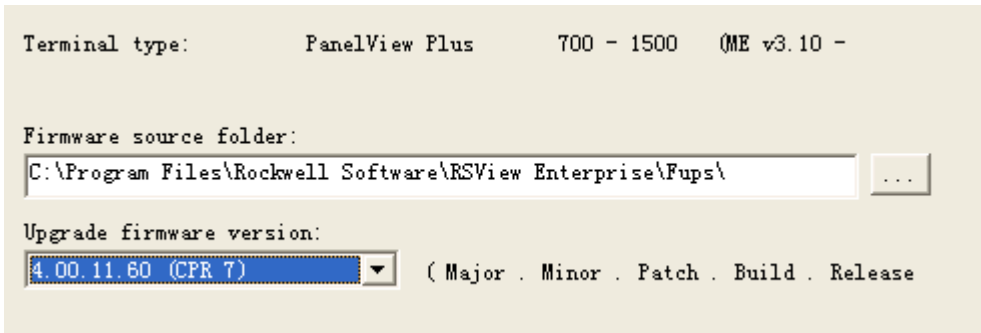 Terminal type: PanelView Plus 700 - 1500 (ME v3.10 -
Firmware source folder:
C:\Program Files\Rockwell Software\RSView Enterprise\Fups\
...
Upgrade firmware version:
4.00.11.60 (CPR 7) ( Major . Minor . Patch . Build . Release